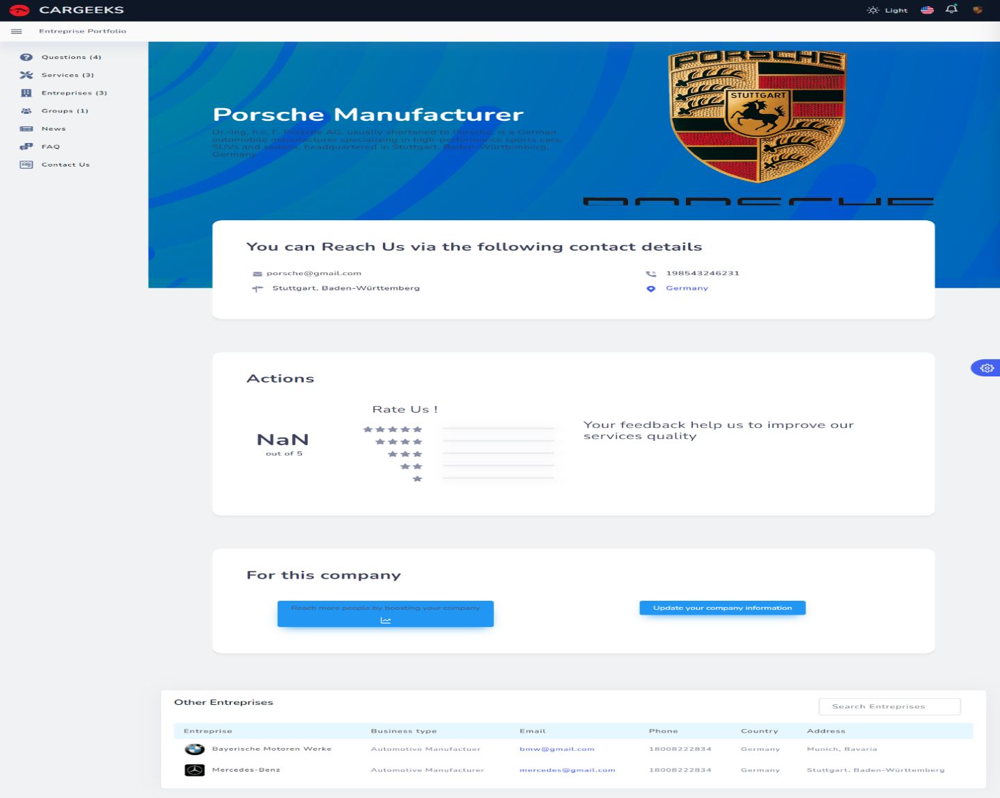 CARGEEKS
Light
Entreprise Portfolio
Questions (4)
Services (3)
Entreprises (3)
Groups (1)
News
FAQ
Contact Us
PORSCHE
STUTTGART
Porsche Manufacturer
Dr.-Ing. h.c. F. Porsche AG, usually shortened to Porsche, is a German
automobile manufacturer specializing in high-performance sports cars,
SUVs and sedans, headquartered in Stuttgart, Baden-Württemberg,
Germany
You can Reach Us via the following contact details
porsche@gmail.com
198543246231
Stuttgart, Baden-Württemberg
Germany
Actions
Rate Us !
NaN
out of 5
Your feedback help us to improve our
services quality
For this company
Reach more people by boosting your company
Update your company information
Other Entreprises
Search Entreprises
Entreprise Business type Email Phone Country Address
Bayerische Motoren Werke Automotive Manufactuer bmw@gmail.com 18008222834 Germany Munich, Bavaria
Mercedes-Benz Automotive Manufacturer mercedes@gmail.com 18008222834 Germany Stuttgart, Baden-Württemberg